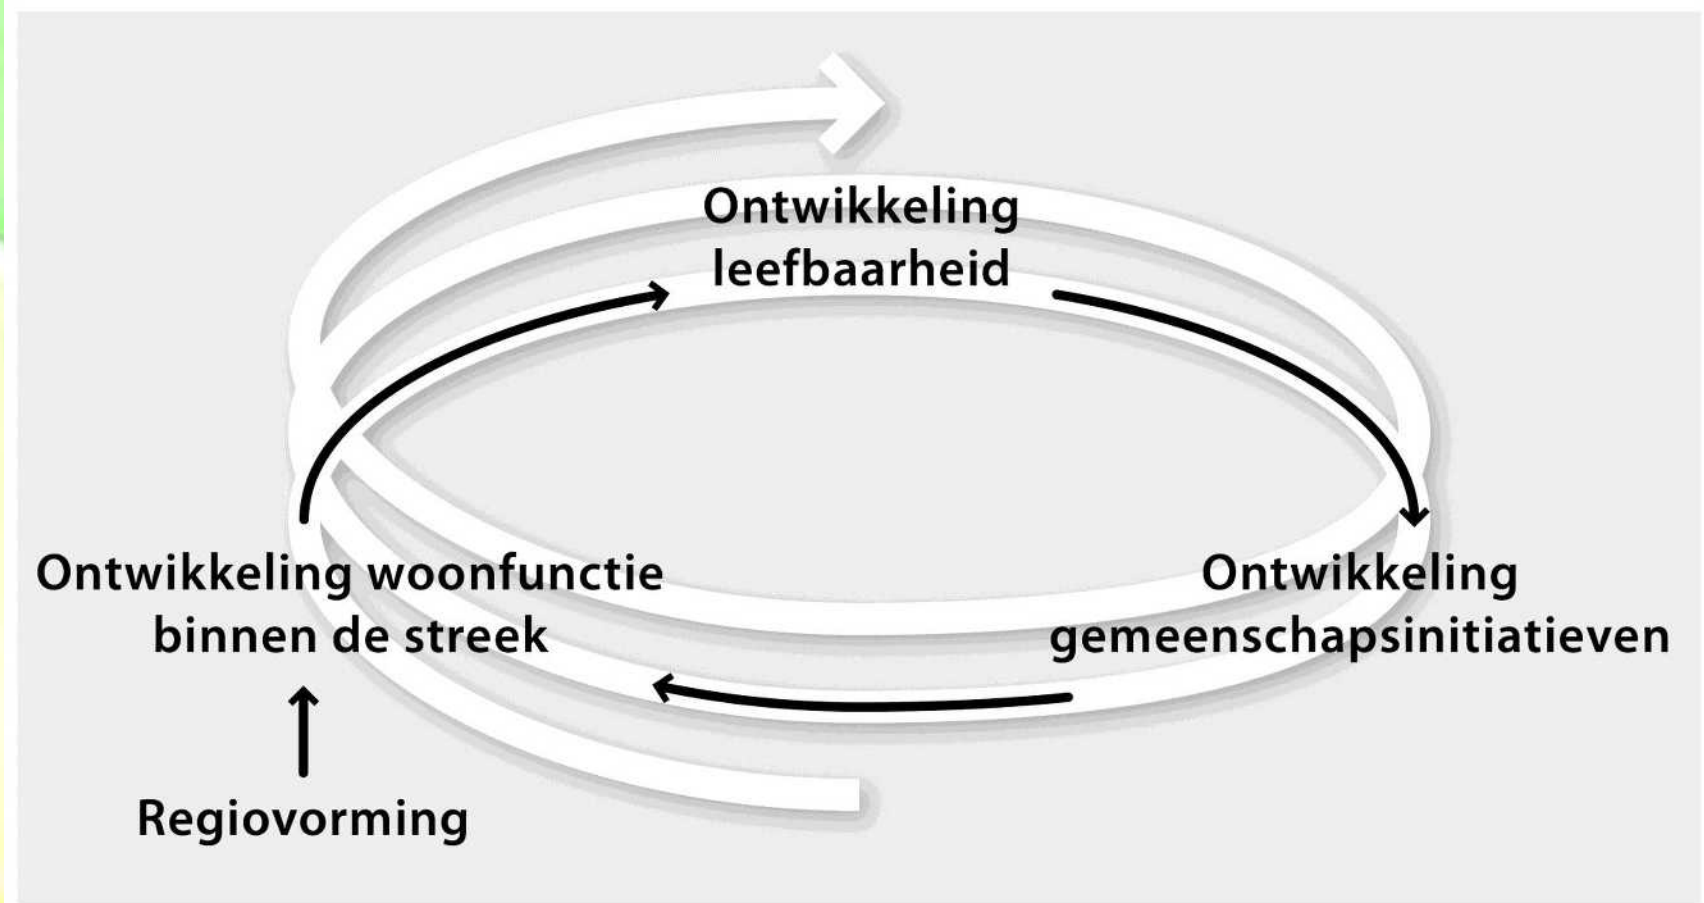 Ontwikkeling
leefbaarheid
Ontwikkeling woonfunctie
binnen de streek
Ontwikkeling
gemeenschapsinitiatieven
Regiovorming